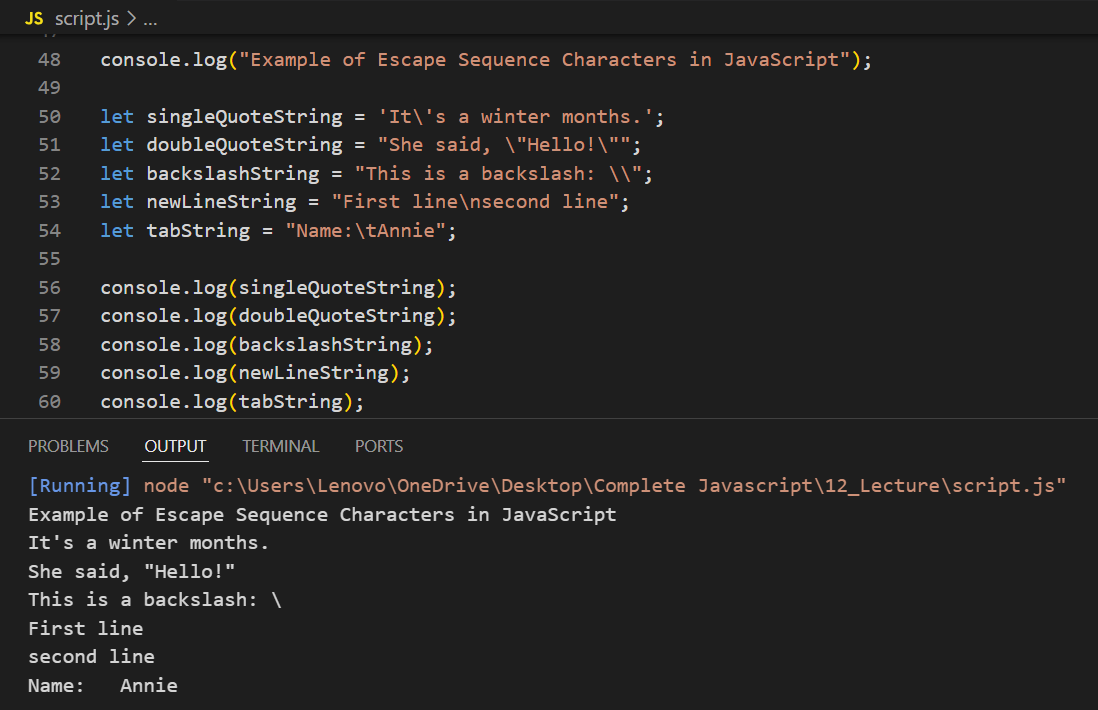 JS script.js > ...
48 console.log("Example of Escape Sequence Characters in JavaScript");
49
50 let singleQuoteString = 'It\'s a winter months.';
51 let doubleQuoteString = "She said, \"Hello!\"";
52 let backslashString = "This is a backslash: \\";
53 let newLineString = "First line\nsecond line";
54 let tabString = "Name:\tAnnie";
55
56 console.log(singleQuoteString);
57 console.log(doubleQuoteString);
58 console.log(backslashString);
59 console.log(newLineString);
60 console.log(tabString);
PROBLEMS OUTPUT TERMINAL PORTS
[Running] node "c:\Users\Lenovo\OneDrive\Desktop\Complete Javascript\12_Lecture\script.js"
Example of Escape Sequence Characters in JavaScript
It's a winter months.
She said, "Hello!"
This is a backslash: \
First line
second line
Name:   Annie